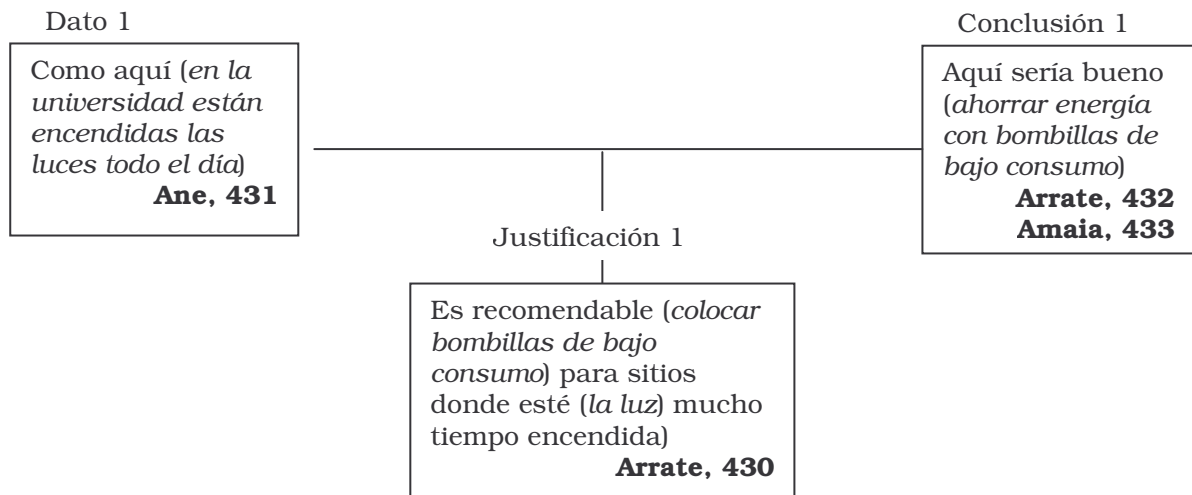 Dato 1
Como aquí (en la
universidad están
encendidas las
luces todo el día)
Ane, 431
Conclusión 1
Aquí sería bueno
(ahorrar energía
con bombillas de
bajo consumo)
Arrate, 432
Amaia, 433
Justificación 1
Es recomendable (colocar
bombillas de bajo
consumo) para sitios
donde esté (la luz) mucho
tiempo encendida)
Arrate, 430